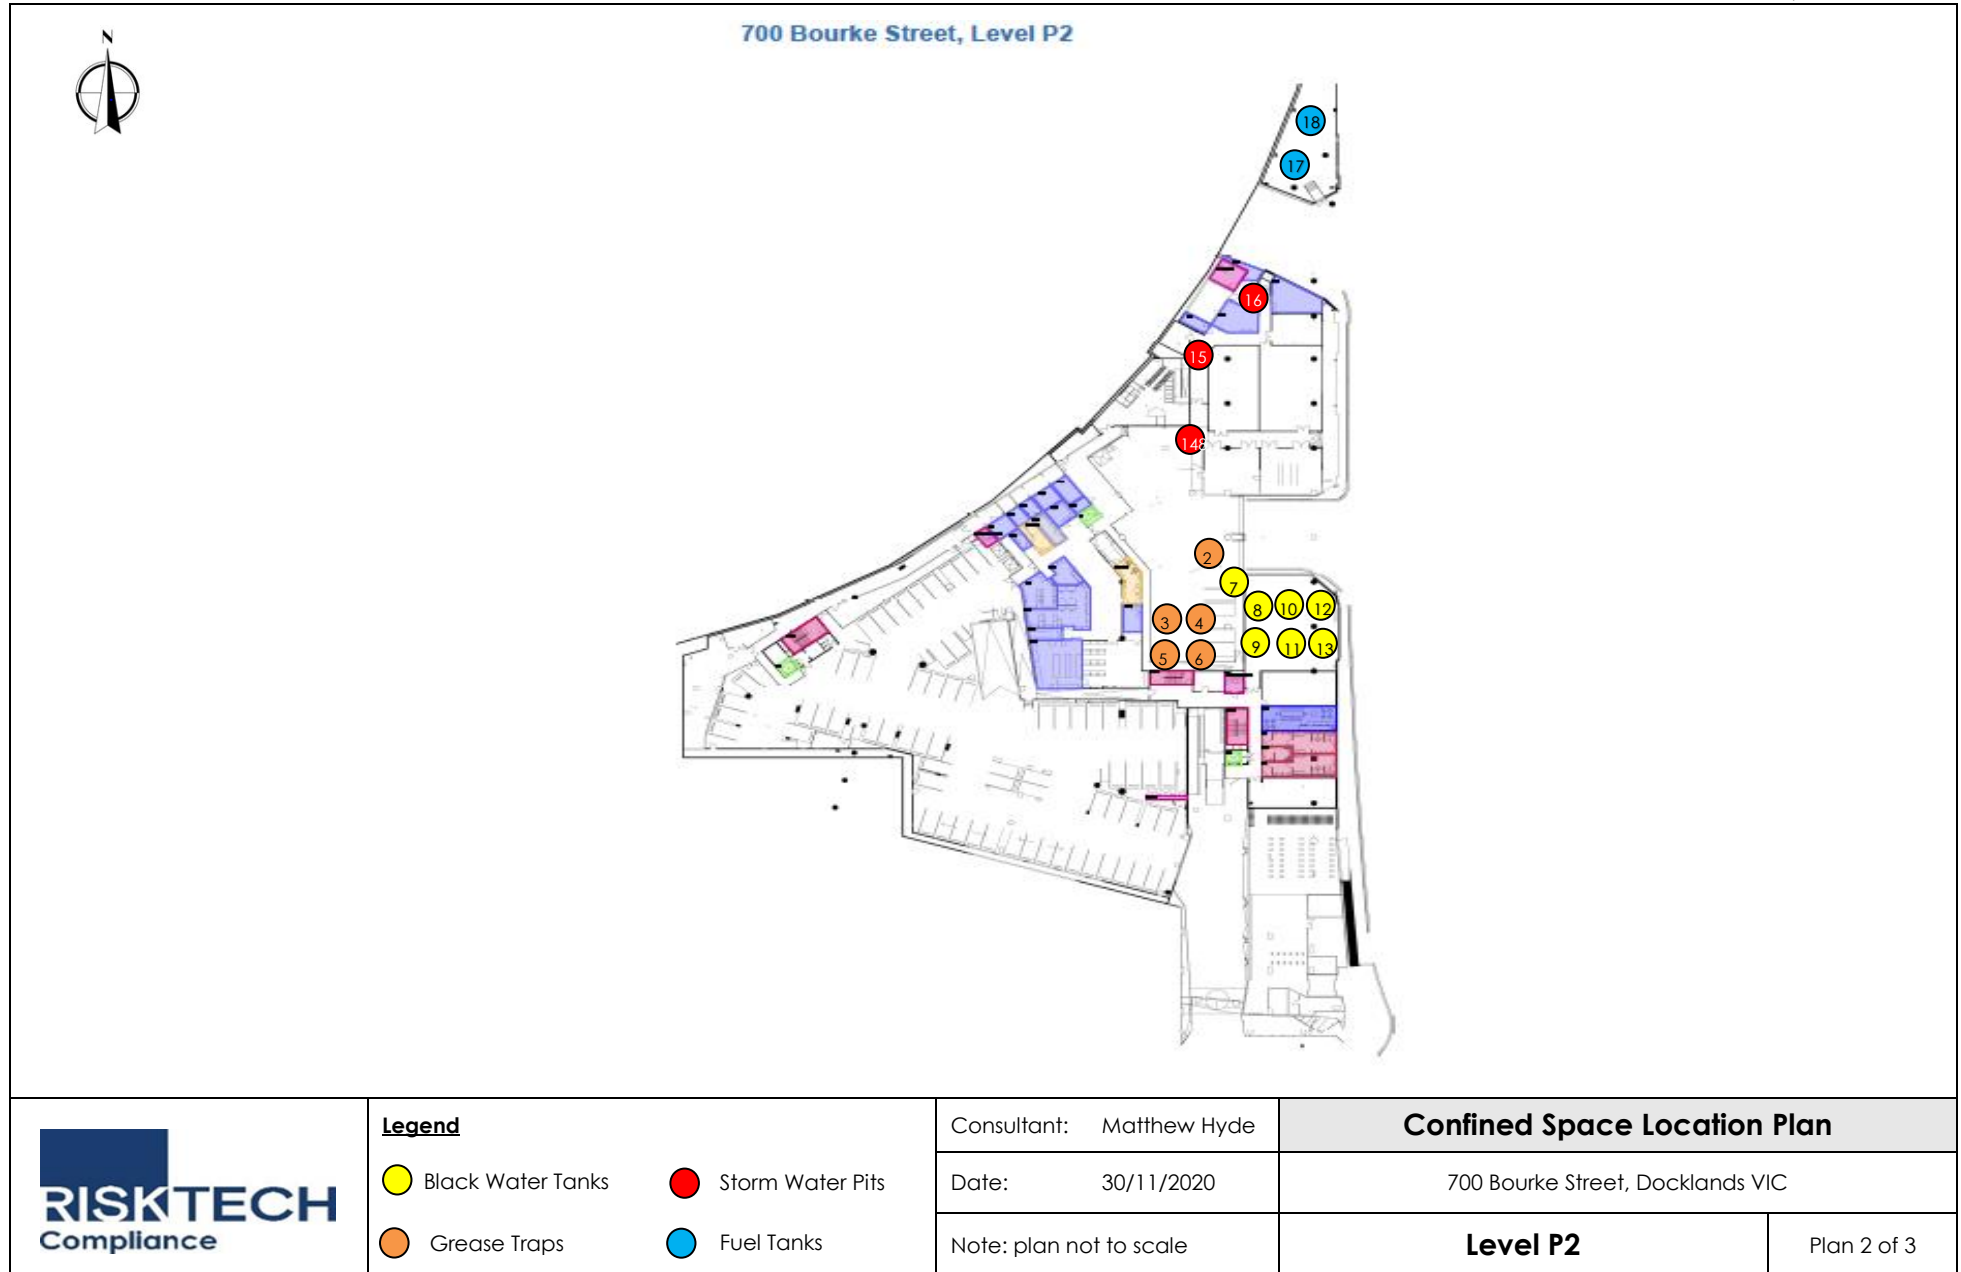 700 Bourke Street, Level P2
N
18
17
16
15
148
2
7
8 10 12
3 4
9 11 13
5 6
RISKTECH
Compliance
Legend
Black Water Tanks
Storm Water Pits
Grease Traps
Fuel Tanks
Consultant: Matthew Hyde
Date: 30/11/2020
Note: plan not to scale
Confined Space Location Plan
700 Bourke Street, Docklands VIC
Level P2
Plan 2 of 3